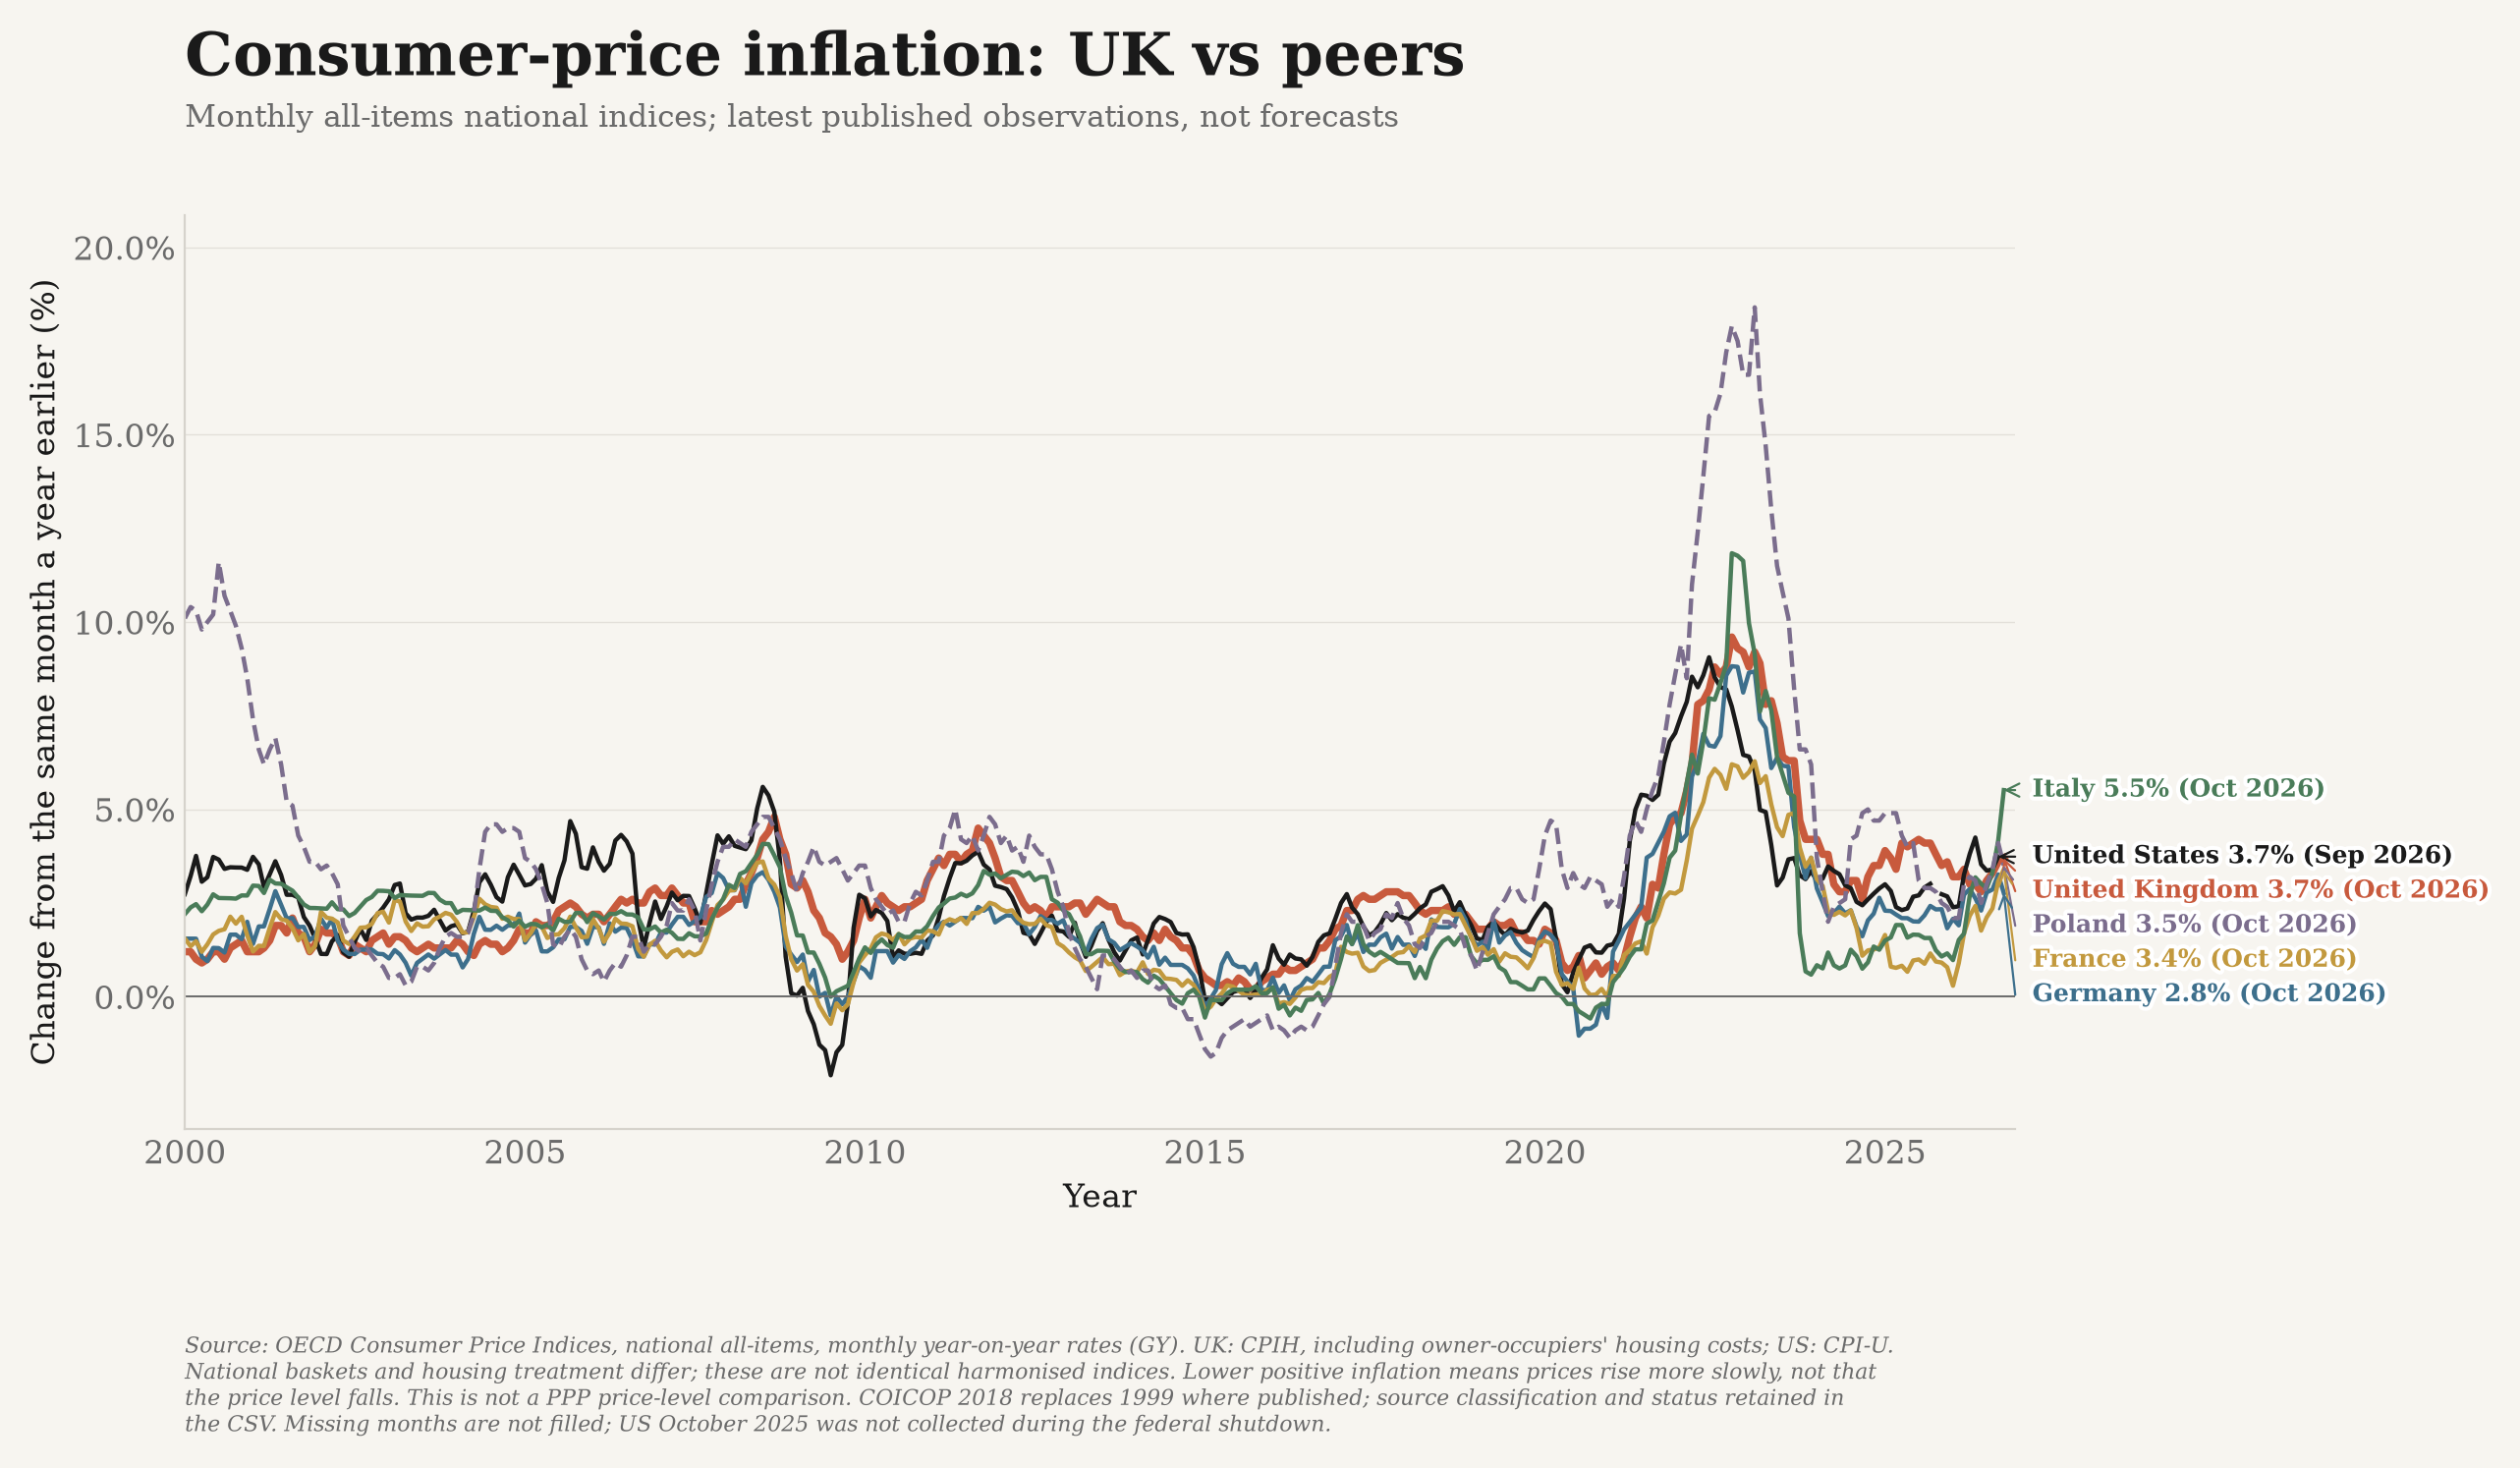 Consumer-price inflation: UK vs peers
Monthly all-items national indices; latest published observations, not forecasts
Change from the same month a year earlier (%)
20.0%
15.0%
10.0%
5.0%
0.0%
Italy 5.5% (Oct 2026)
United States 3.7% (Sep 2026)
United Kingdom 3.7% (Oct 2026)
Poland 3.5% (Oct 2026)
France 3.4% (Oct 2026)
Germany 2.8% (Oct 2026)
2000 2005 2010 2015 2020 2025
Year
Source: OECD Consumer Price Indices, national all-items, monthly year-on-year rates (GY). UK: CPIH, including owner-occupiers' housing costs; US: CPI-U.
National baskets and housing treatment differ; these are not identical harmonised indices. Lower positive inflation means prices rise more slowly, not that
the price level falls. This is not a PPP price-level comparison. COICOP 2018 replaces 1999 where published; source classification and status retained in
the CSV. Missing months are not filled; US October 2025 was not collected during the federal shutdown.